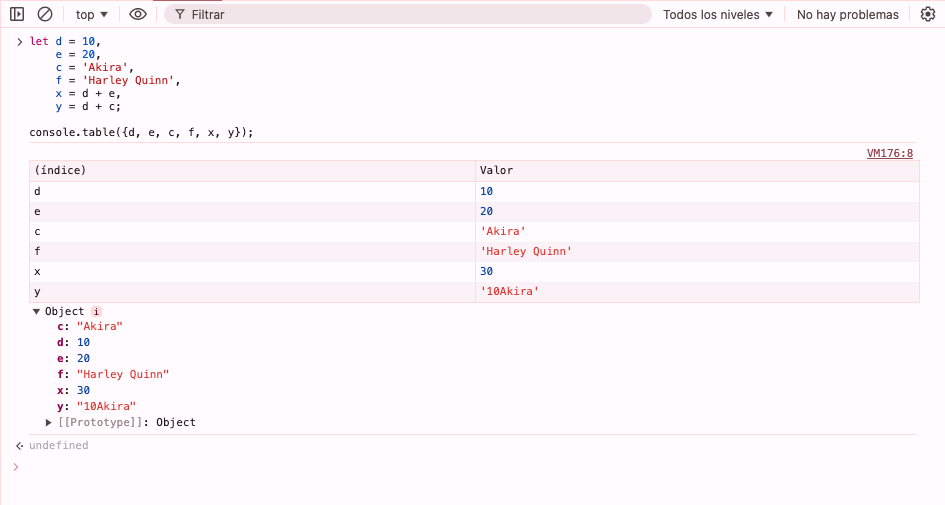 top Filtrar Todos los niveles No hay problemas
let d = 10,
e = 20,
c = 'Akira',
f = 'Harley Quinn',
x = d + e,
y = d + c;
console.table({d, e, c, f, x, y});
VM176:8
(índice) Valor
d 10
e 20
c 'Akira'
f 'Harley Quinn'
x 30
y '10Akira'
Object i
c: "Akira"
d: 10
e: 20
f: "Harley Quinn"
x: 30
y: "10Akira"
[[Prototype]]: Object
undefined